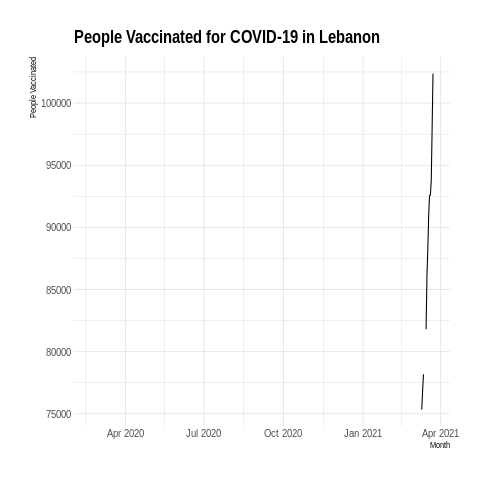 People Vaccinated for COVID-19 in Lebanon
People Vaccinated
100000
95000
90000
85000
80000
75000
Apr 2020 Jul 2020 Oct 2020 Jan 2021 Apr 2021
Month